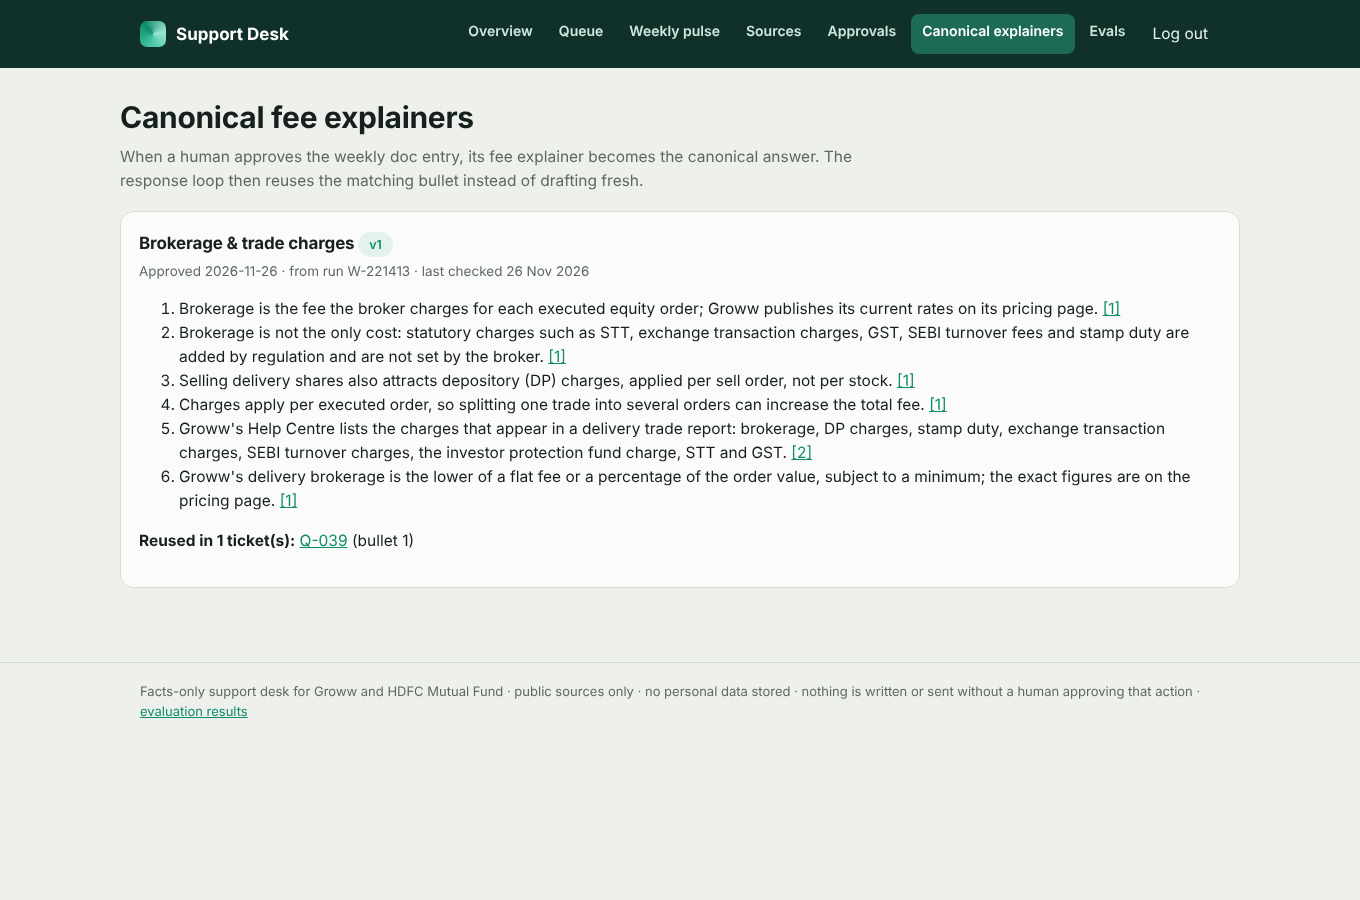 Support Desk
Overview
Queue
Weekly pulse
Sources
Approvals
Canonical explainers
Evals
Log out
Canonical fee explainers
When a human approves the weekly doc entry, its fee explainer becomes the canonical answer. The
response loop then reuses the matching bullet instead of drafting fresh.
Brokerage & trade charges v1
Approved 2026-11-26 · from run W-221413 · last checked 26 Nov 2026
1. Brokerage is the fee the broker charges for each executed equity order; Groww publishes its current rates on its pricing page. [1]
2. Brokerage is not the only cost: statutory charges such as STT, exchange transaction charges, GST, SEBI turnover fees and stamp duty are
added by regulation and are not set by the broker. [1]
3. Selling delivery shares also attracts depository (DP) charges, applied per sell order, not per stock. [1]
4. Charges apply per executed order, so splitting one trade into several orders can increase the total fee. [1]
5. Groww's Help Centre lists the charges that appear in a delivery trade report: brokerage, DP charges, stamp duty, exchange transaction
charges, SEBI turnover charges, the investor protection fund charge, STT and GST. [2]
6. Groww's delivery brokerage is the lower of a flat fee or a percentage of the order value, subject to a minimum; the exact figures are on the
pricing page. [1]
Reused in 1 ticket(s): Q-039 (bullet 1)
Facts-only support desk for Groww and HDFC Mutual Fund · public sources only · no personal data stored · nothing is written or sent without a human approving that action ·
evaluation results